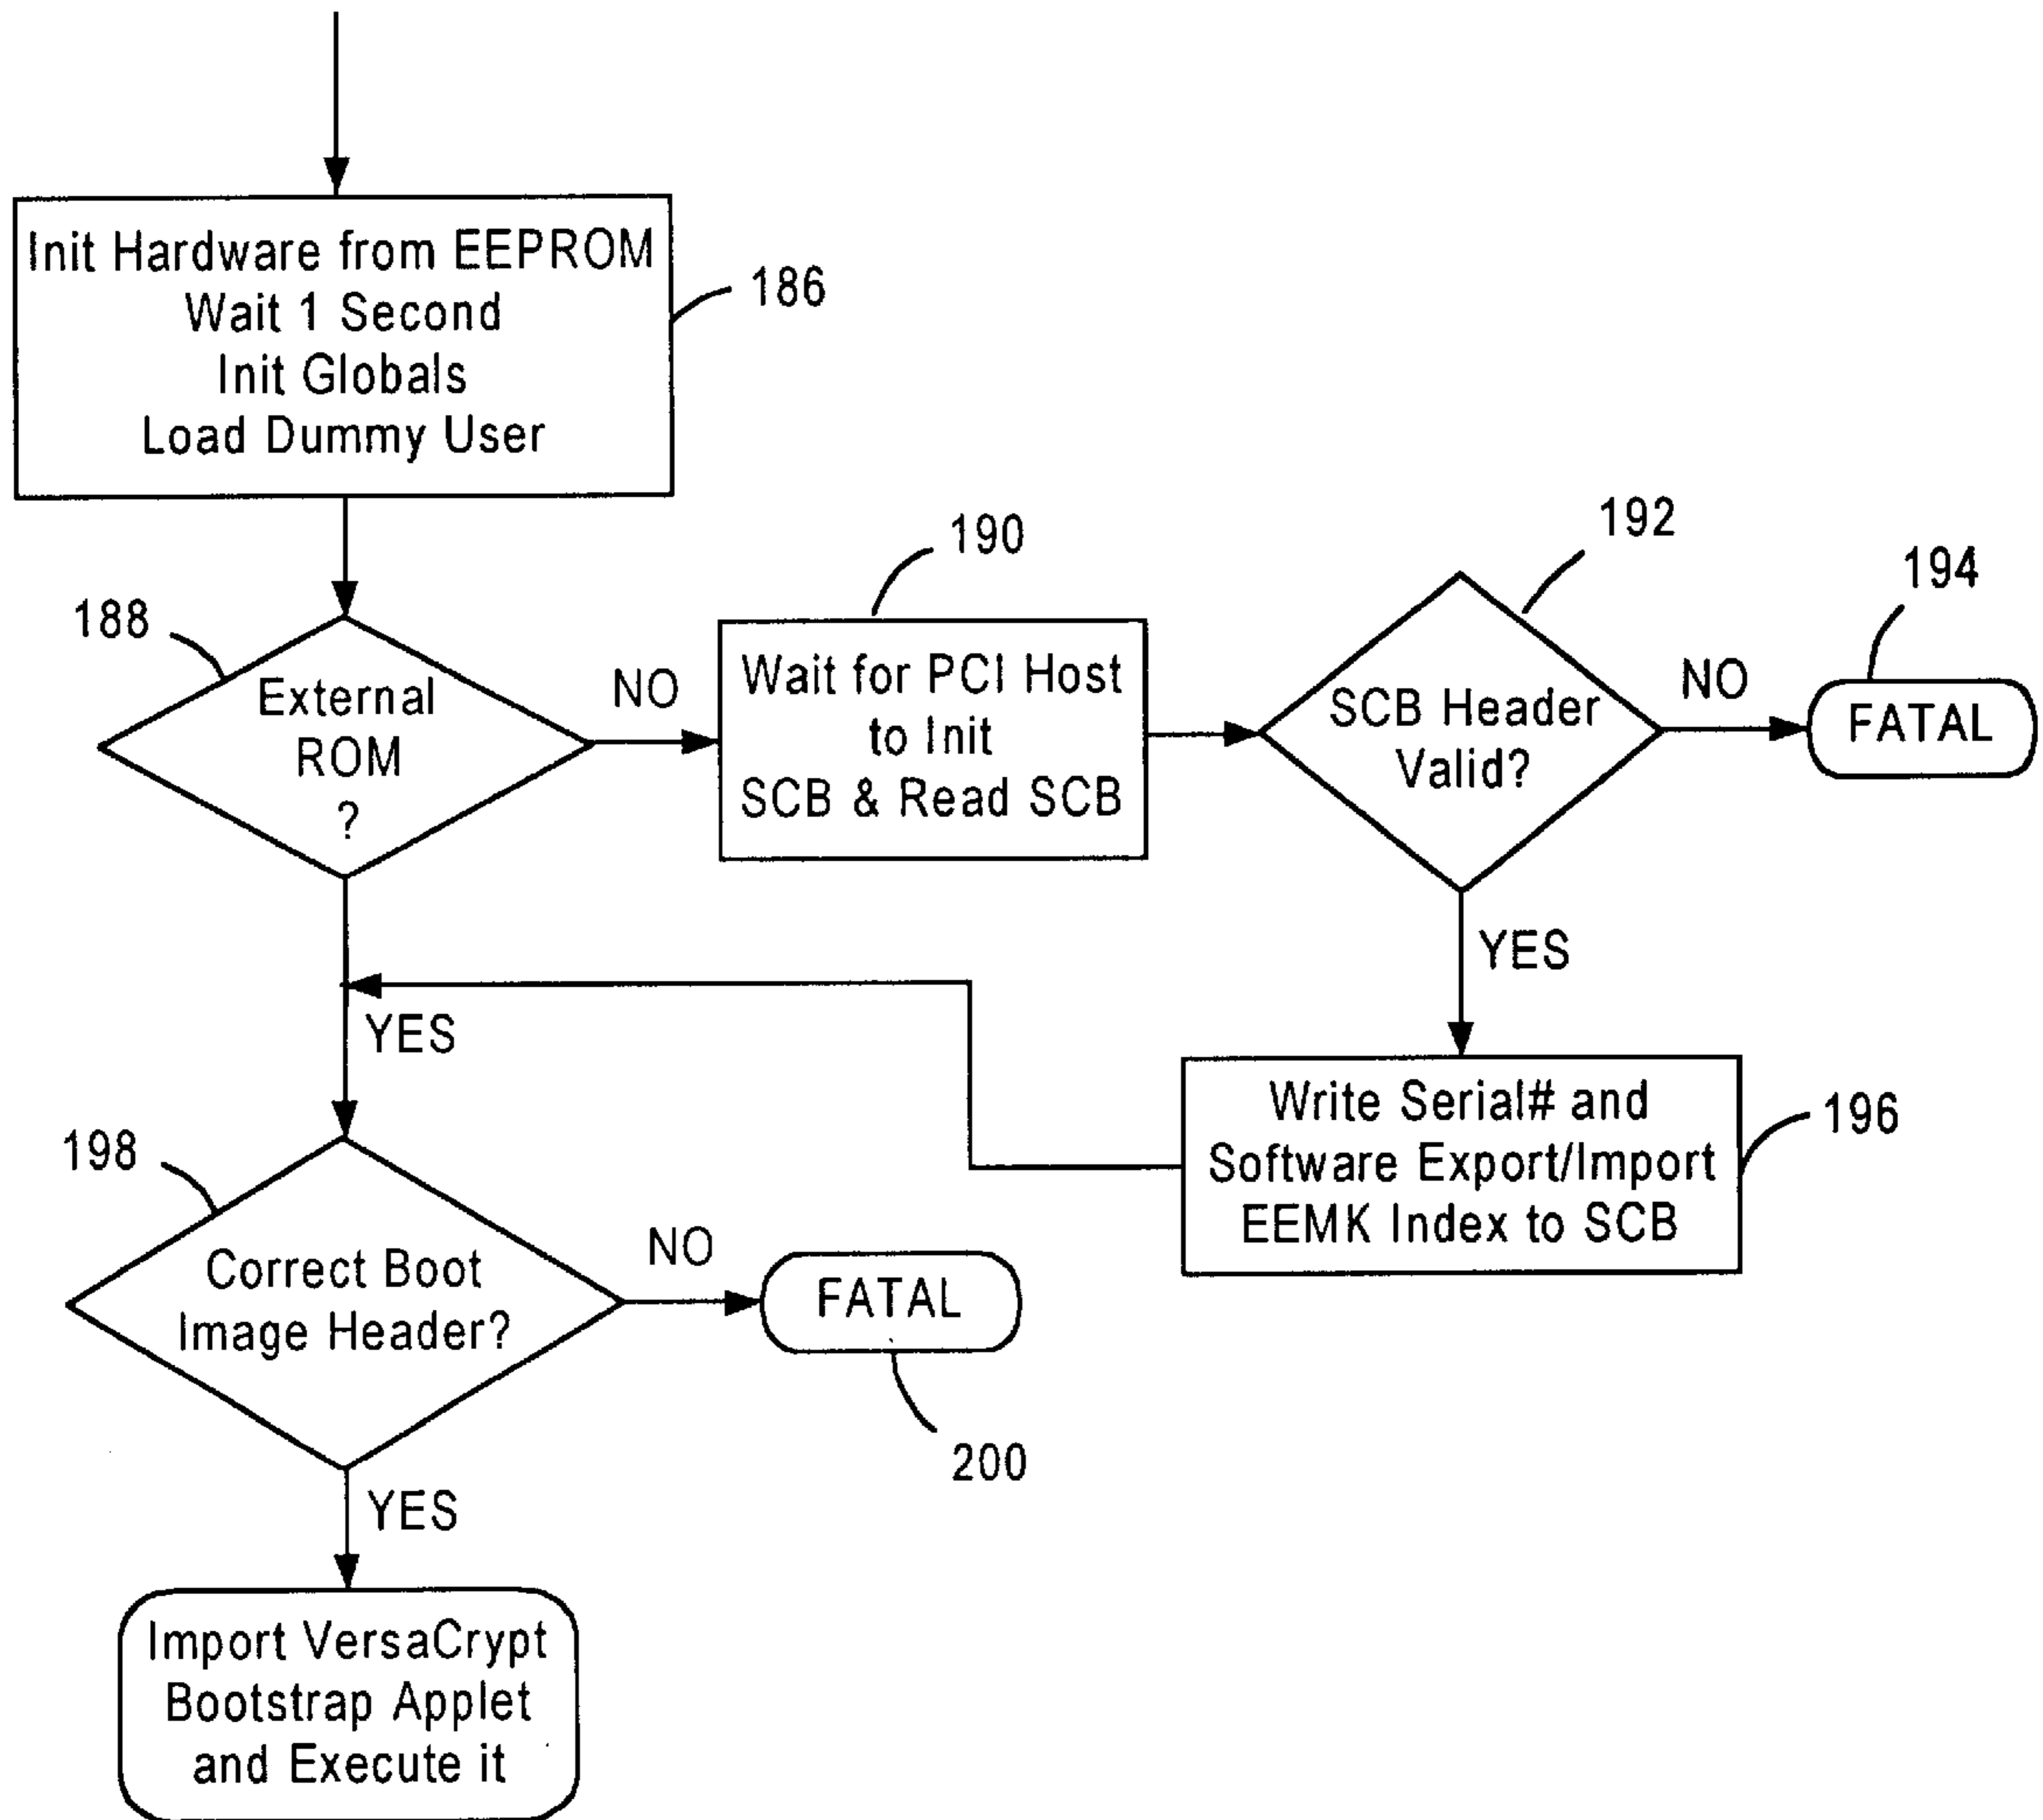 Init Hardware from EEPROM
Wait 1 Second
Init Globals
Load Dummy User
186
188
External
ROM
?
NO
190
Wait for PCI Host
to Init
SCB & Read SCB
192
SCB Header
Valid?
NO
194
FATAL
YES
YES
196
Write Serial# and
Software Export/Import
EEMK Index to SCB
198
Correct Boot
Image Header?
NO
FATAL
200
YES
Import VersaCrypt
Bootstrap Applet
and Execute it